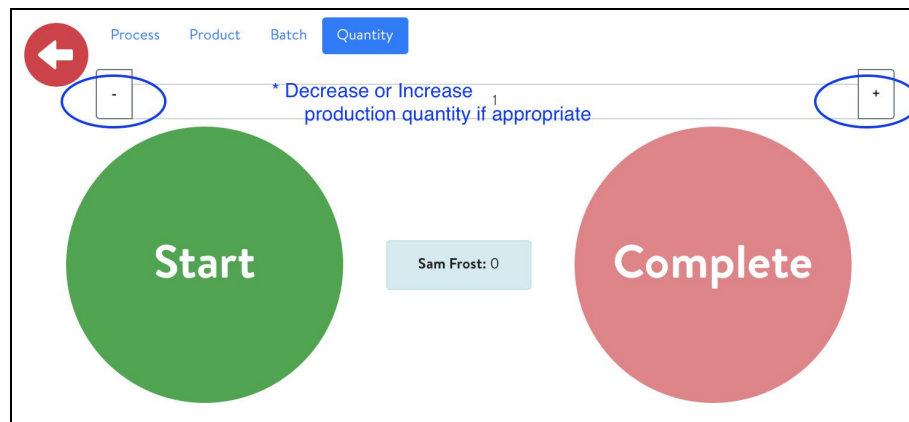 Process Product Batch Quantity
-
* Decrease or Increase
1
production quantity if appropriate
+
Start
Sam Frost: 0
Complete